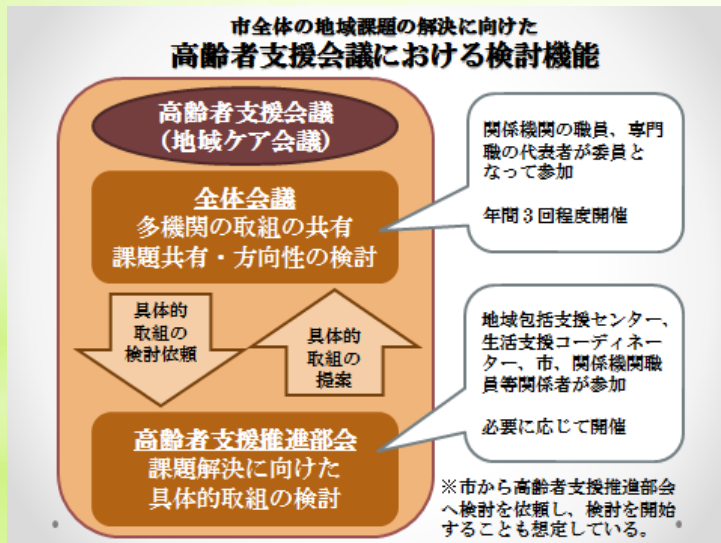 市全体の地域課題の解決に向けた
高齢者支援会議における検討機能
高齢者支援会議
（地域ケア会議）
全体会議
多機関の取組の共有
課題共有・方向性の検討
関係機関の職員、専門
職の代表者が委員と
なって参加
年間３回程度開催
具体的
取組の
検討依頼
具体的
取組の
提案
高齢者支援推進部会
課題解決に向けた
具体的取組の検討
地域包括支援センター、
生活支援コーディネー
ター、市、関係機関職
員等関係者が参加
必要に応じて開催
※市から高齢者支援推進部会
へ検討を依頼し、検討を開始
することも想定している。